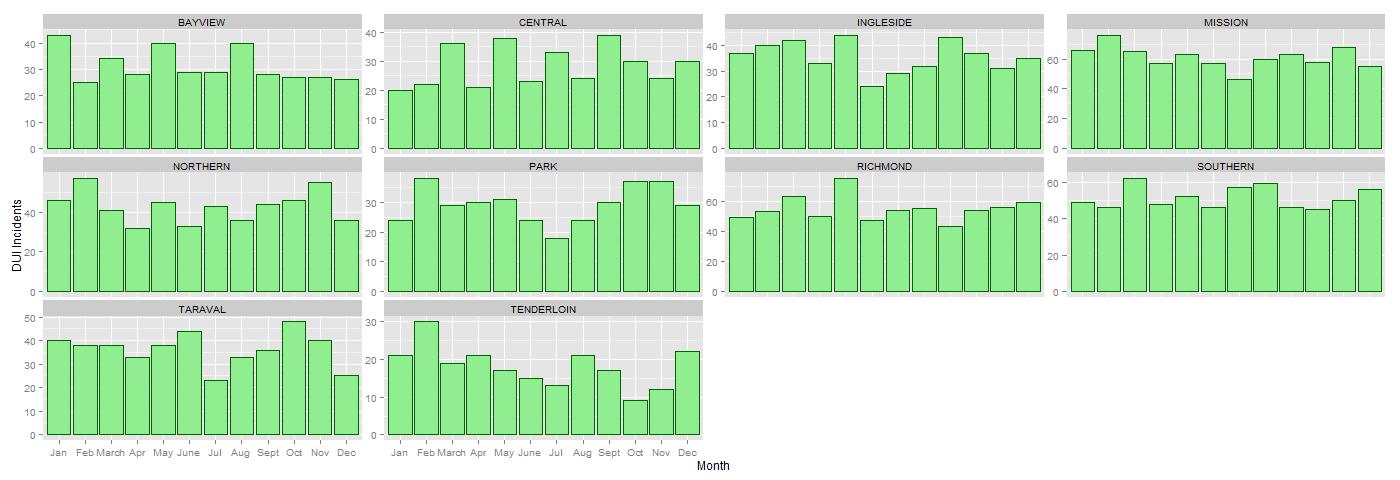 BAYVIEW CENTRAL INGLESIDE MISSION
40 40 40 60
30 30 30 40
20 20 20 20
10 10 10
0 0 0 0
NORTHERN PARK RICHMOND SOUTHERN
40 30 60 60
20 20 40 40
0 10 20 20
0 0 0
DUI Incidents
TARAVAL TENDERLOIN
50 30
40 20
30 10
20 0
10
0
Jan Feb March Apr May June Jul Aug Sept Oct Nov Dec Jan Feb March Apr May June Jul Aug Sept Oct Nov Dec
Month